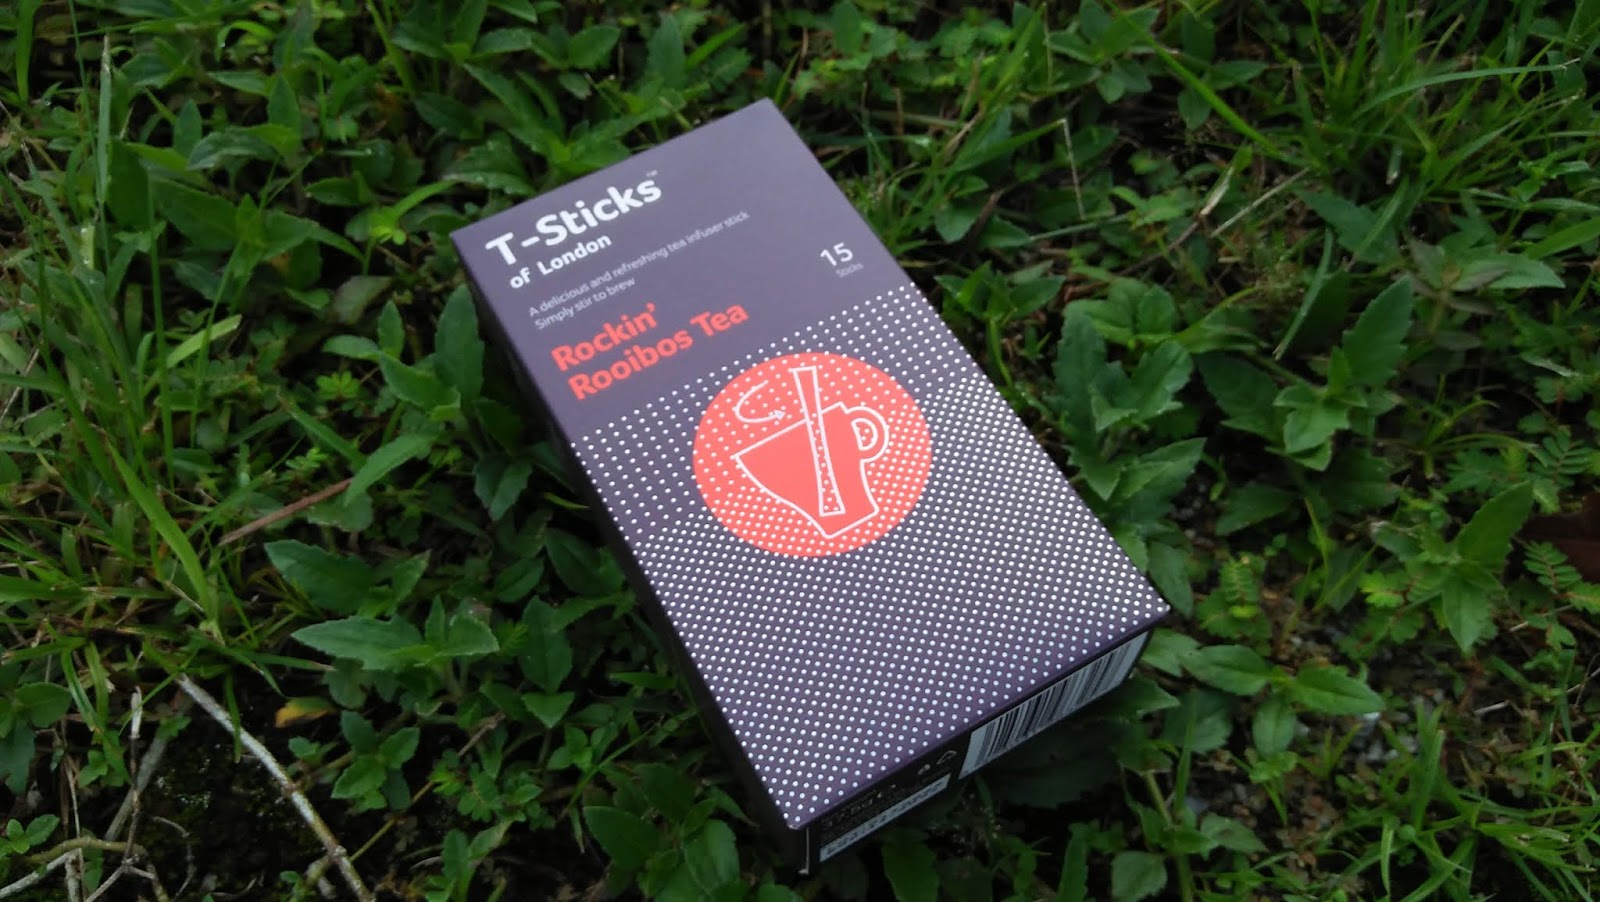 T-Sticks™
of London
A delicious and refreshing tea infuser stick
Simply stir to brew
15
Sticks
Rockin'
Rooibos Tea